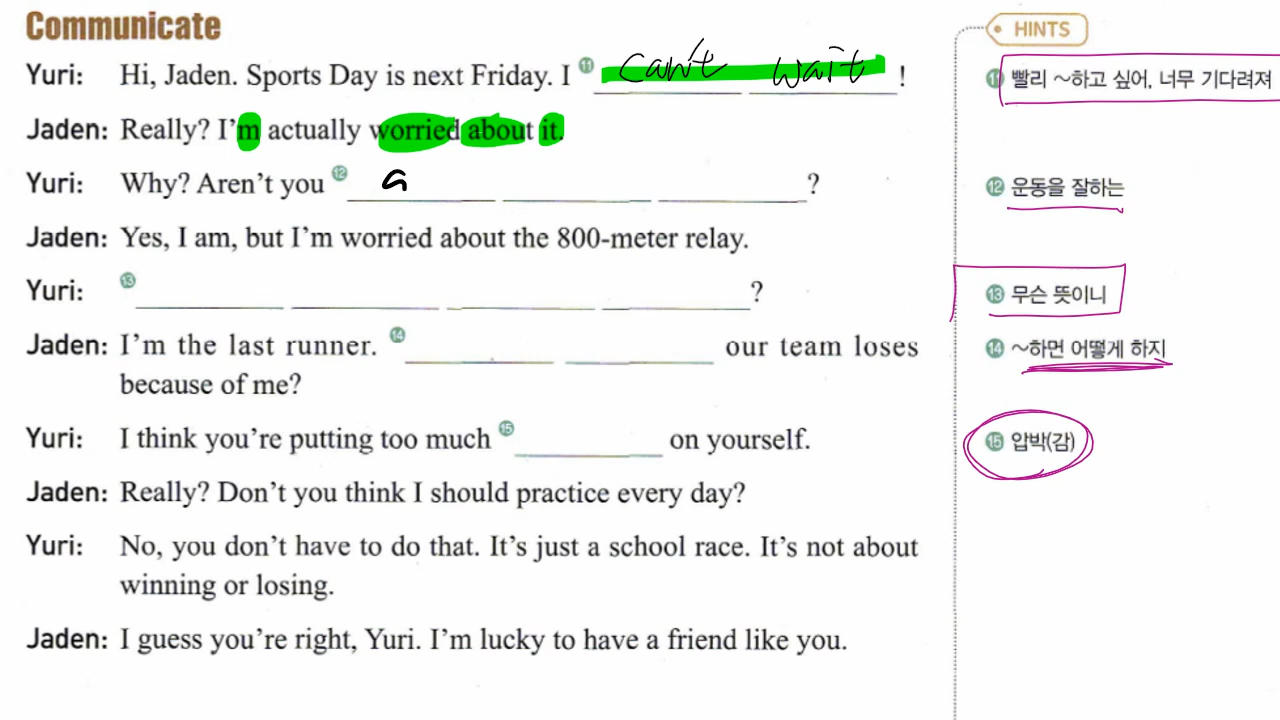 Communicate
HINTS
Yuri: Hi, Jaden. Sports Day is next Friday. I ⑪ can't wait !
⑪ 빨리 ~하고 싶어, 너무 기다려져
Jaden: Really? I'm actually worried about it.
Yuri: Why? Aren't you ⑫ a ?
⑫ 운동을 잘하는
Jaden: Yes, I am, but I'm worried about the 800-meter relay.
Yuri: ⑬ ?
⑬ 무슨 뜻이니
Jaden: I'm the last runner. ⑭ our team loses
⑭ ~하면 어떻게 하지
because of me?
Yuri: I think you're putting too much ⑮ on yourself.
⑮ 압박(감)
Jaden: Really? Don't you think I should practice every day?
Yuri: No, you don't have to do that. It's just a school race. It's not about
winning or losing.
Jaden: I guess you're right, Yuri. I'm lucky to have a friend like you.